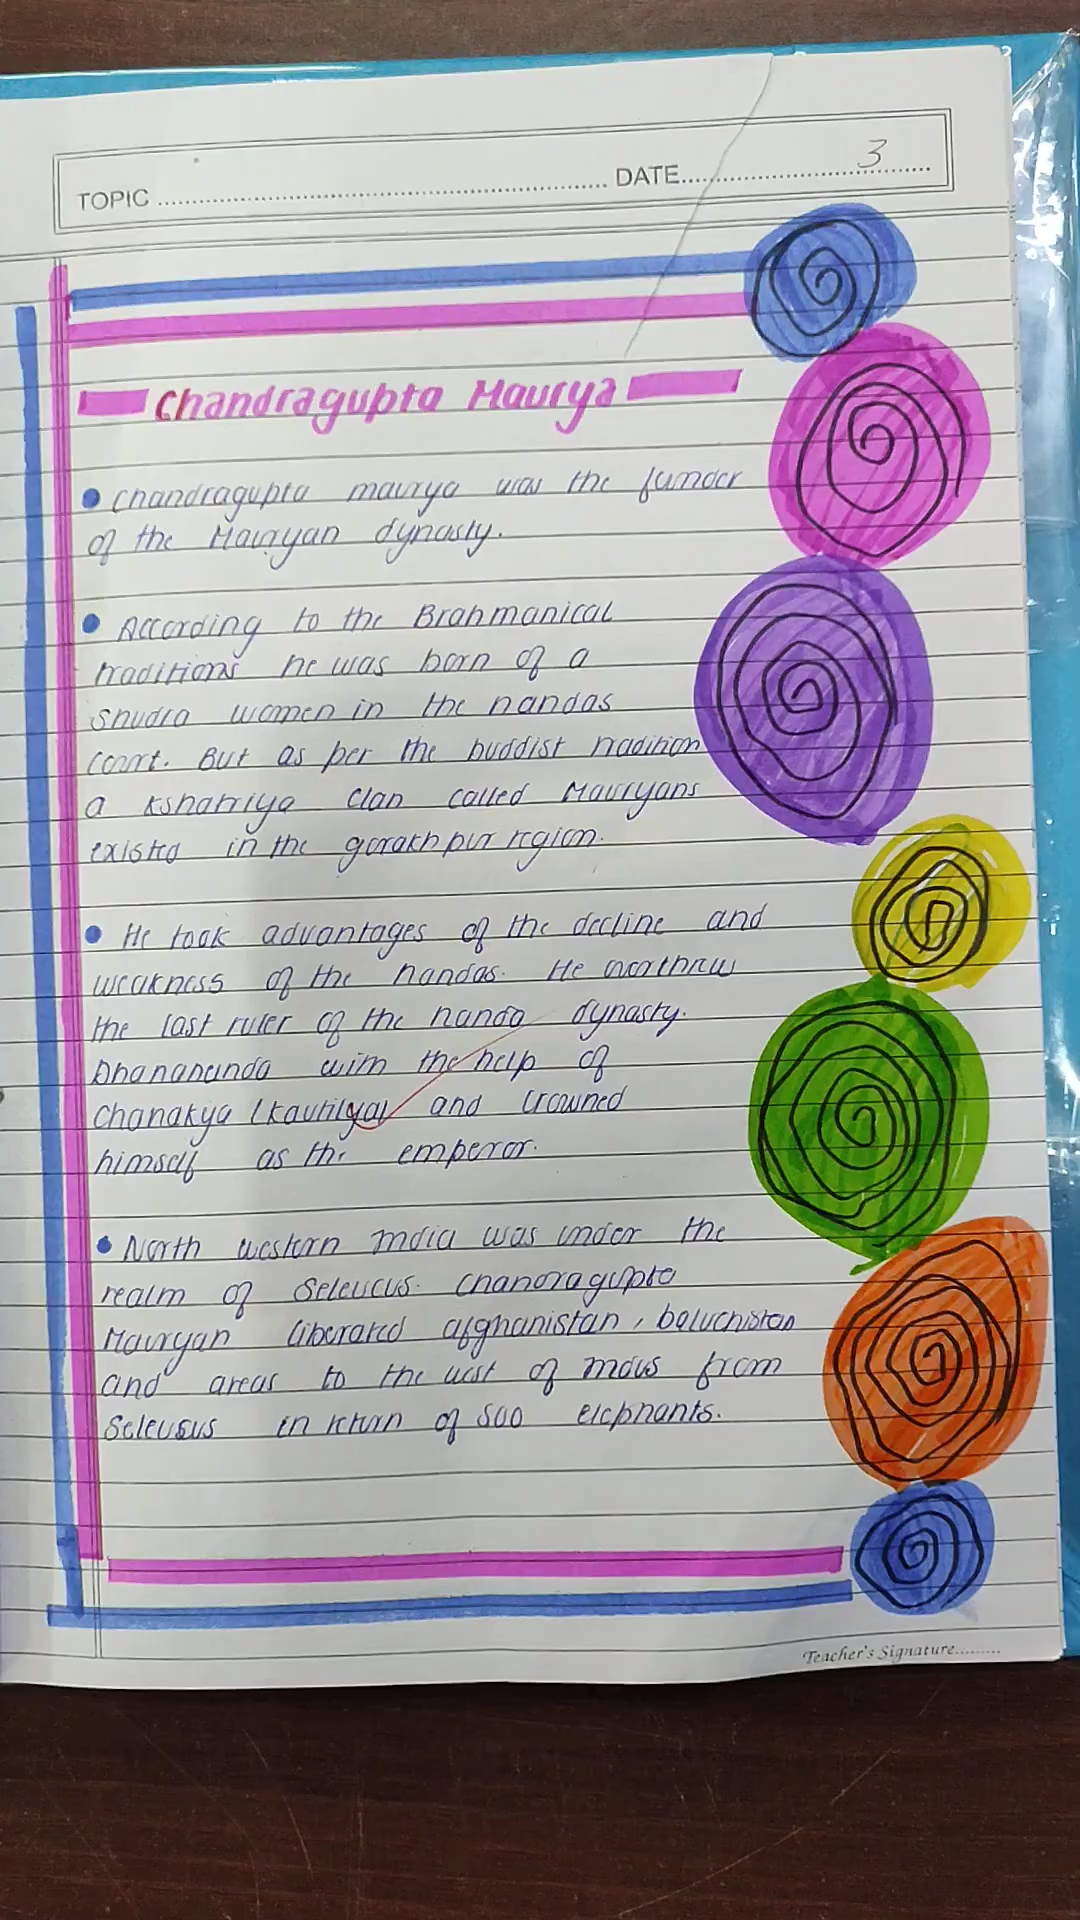 TOPIC ........ DATE........ 3
Chandragupta Maurya
• Chandragupta maurya was the funder
of the Mauryan dynasty.
• According to the Brahmanical
traditions he was born of a
shudra women in the nandas
court. But as per the buddist tradition
a kshatriya clan called Mauryans
existed in the gorakhpur region.
• He took advantages of the decline and
weakness of the nandas. He overthrew
the last ruler of the nanda dynasty.
Dhanananda with the help of
Chanakya (kautilya) and crowned
himself as the emperor.
• North western india was under the
realm of Seleucus. Chandragupta
Mauryan liberated afghanistan, baluchistan
and areas to the west of indus from
Seleusus in return of 500 elephants.
Teacher's Signature.........